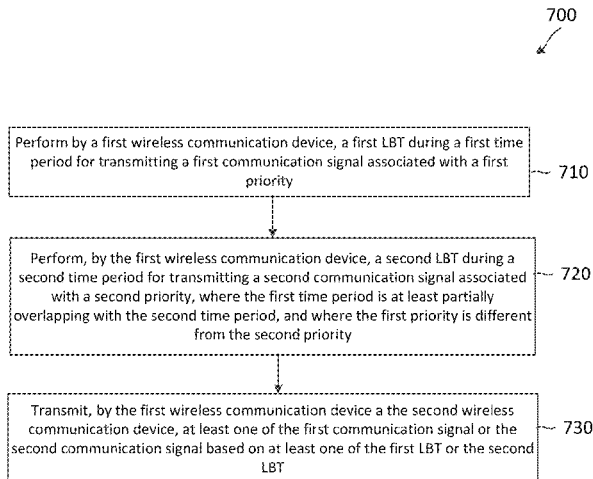 700
Perform by a first wireless communication device, a first LBT during a first time
period for transmitting a first communication signal associated with a first
priority
710
Perform, by the first wireless communication device, a second LBT during a
second time period for transmitting a second communication signal associated
with a second priority, where the first time period is at least partially
overlapping with the second time period, and where the first priority is different
from the second priority
720
Transmit, by the first wireless communication device a the second wireless
communication device, at least one of the first communication signal or the
second communication signal based on at least one of the first LBT or the second
LBT
730